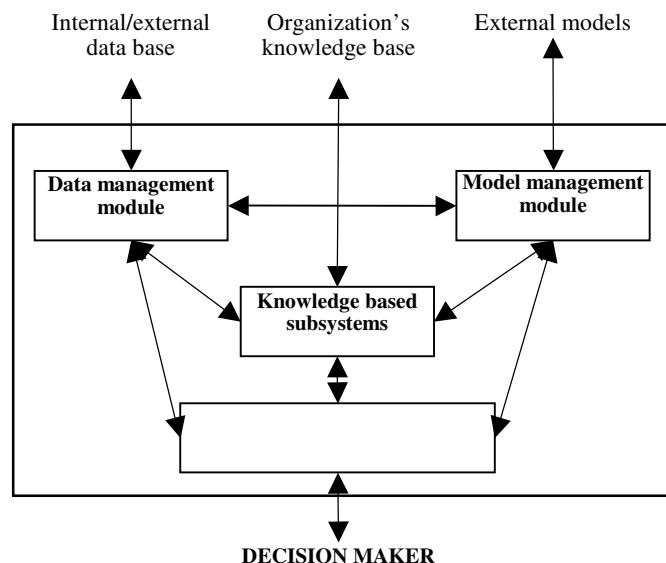 Internal/external
data base
Organization's
knowledge base
External models
Data management
module
Model management
module
Knowledge based
subsystems
DECISION MAKER